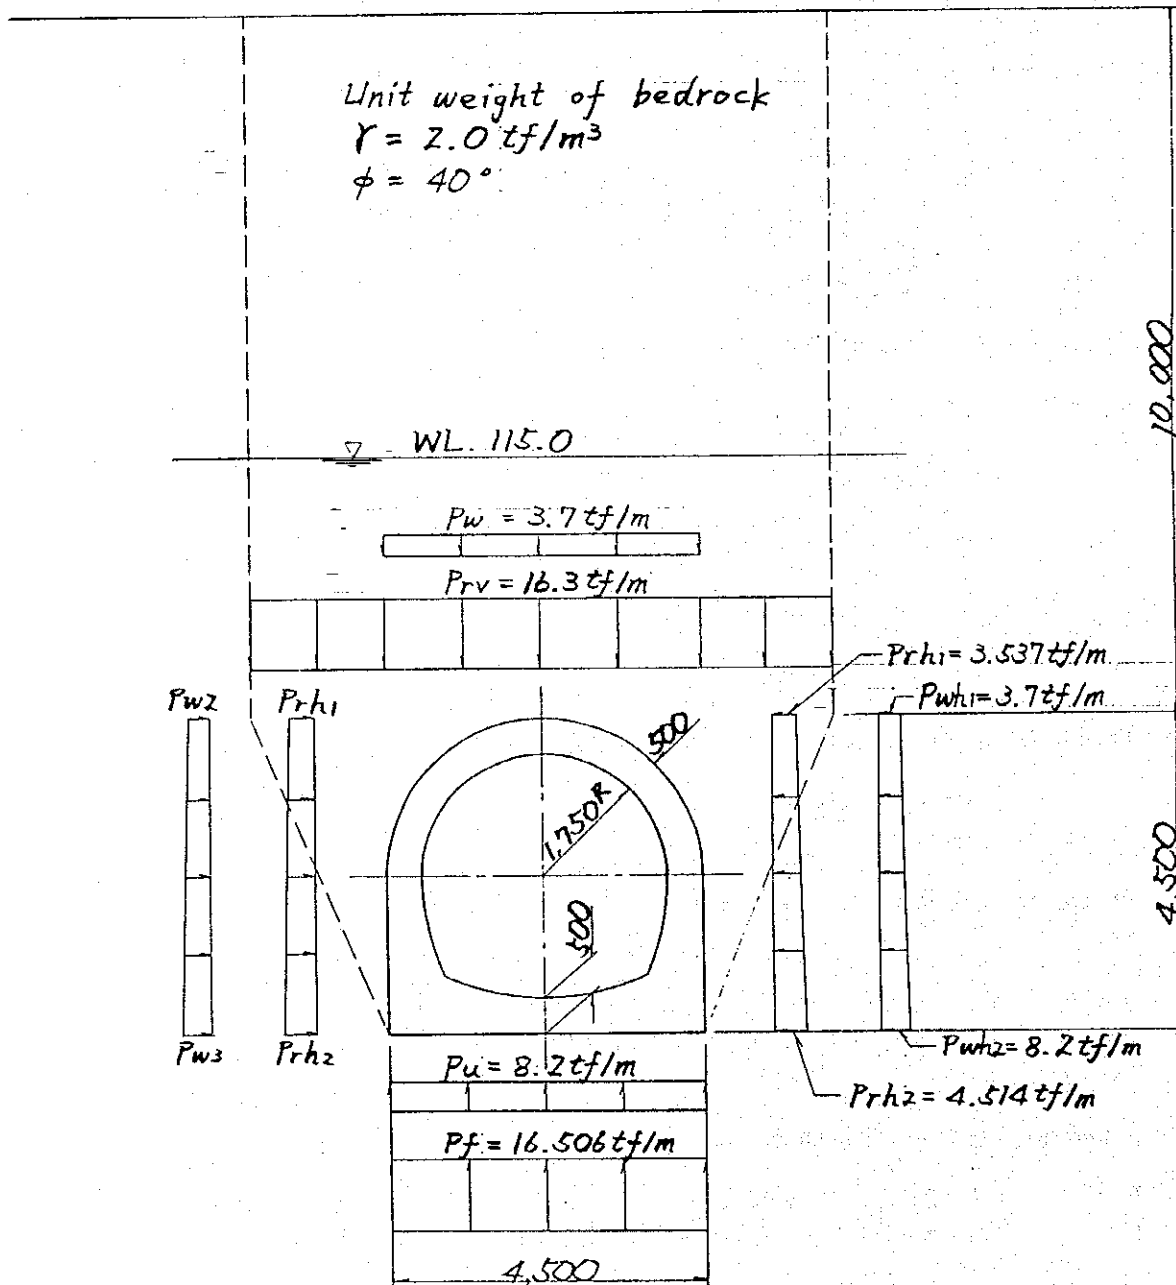 Unit weight of bedrock
γ = 2.0 tf/m³
φ = 40°
10,000
WL. 115.0
Pw = 3.7 tf/m
Prv = 16.3 tf/m
Prh1 = 3.537 tf/m
Pwh1 = 3.7 tf/m
Pw2
Prh1
500
1,750R
4,500
500
Pw3
Prh2
Pu = 8.2 tf/m
Pwh2 = 8.2 tf/m
Prh2 = 4.514 tf/m
Pf = 16.506 tf/m
4,500